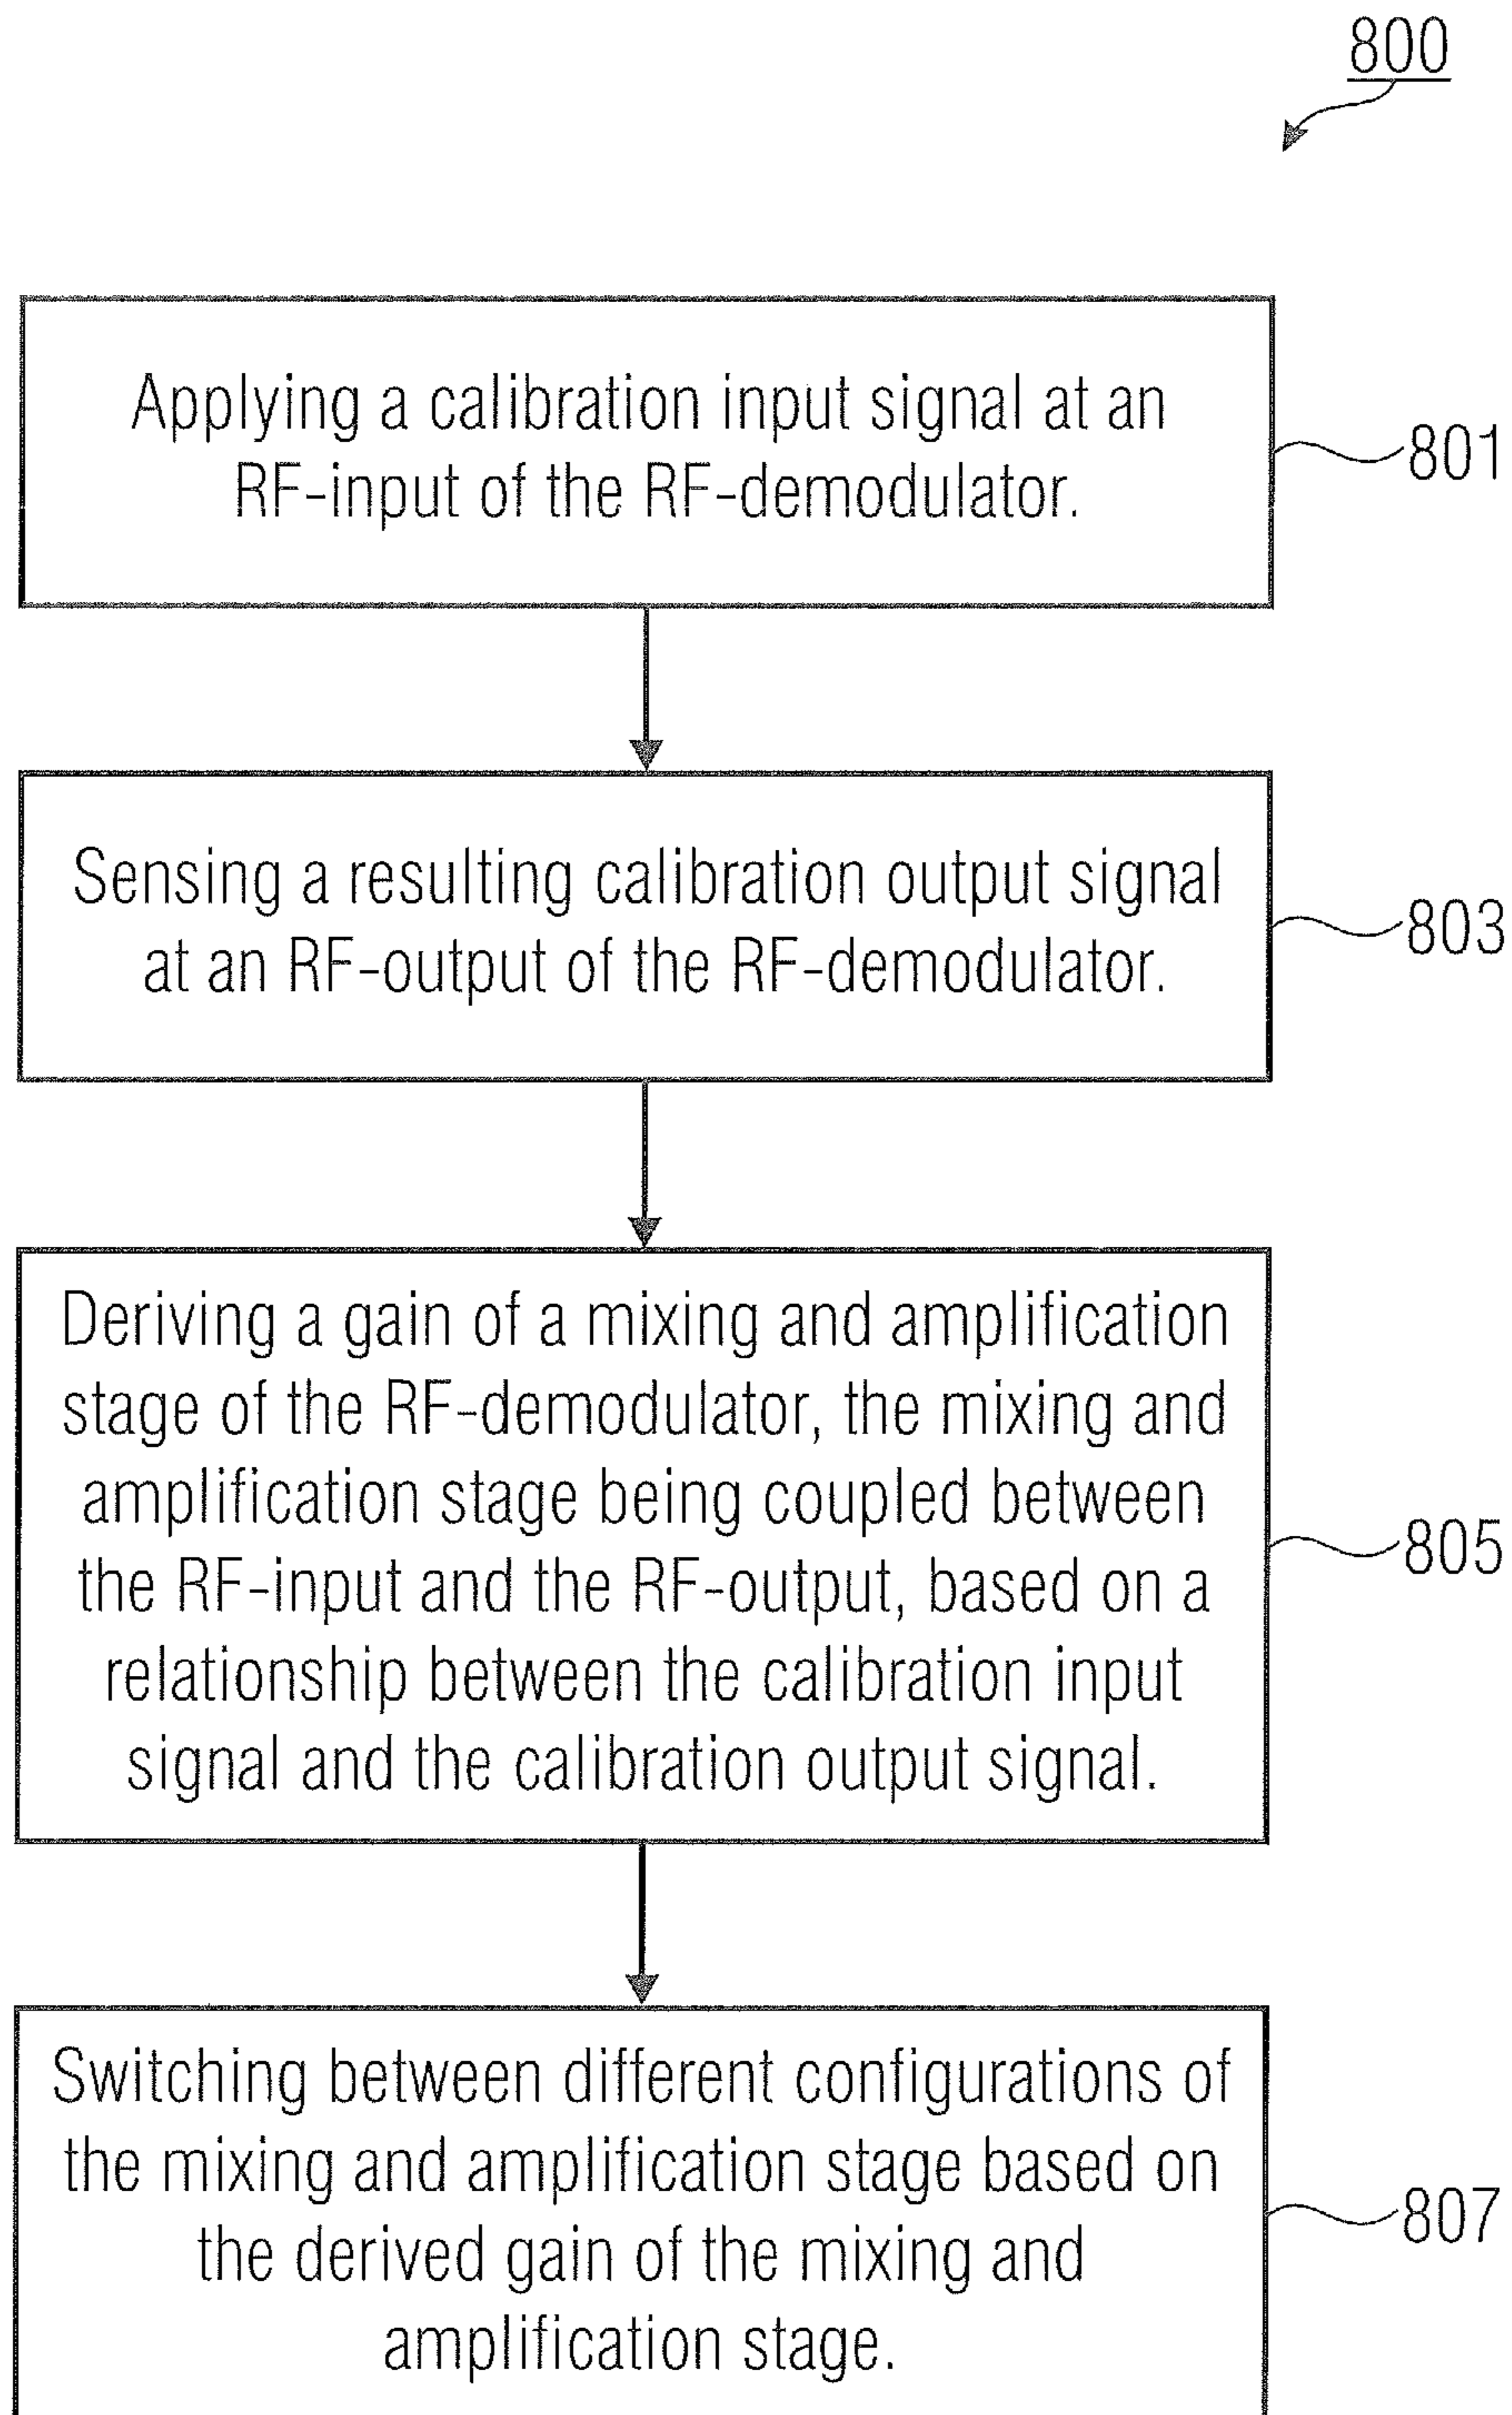 800
Applying a calibration input signal at an
RF-input of the RF-demodulator.
801
Sensing a resulting calibration output signal
at an RF-output of the RF-demodulator.
803
Deriving a gain of a mixing and amplification
stage of the RF-demodulator, the mixing and
amplification stage being coupled between
the RF-input and the RF-output, based on a
relationship between the calibration input
signal and the calibration output signal.
805
Switching between different configurations of
the mixing and amplification stage based on
the derived gain of the mixing and
amplification stage.
807